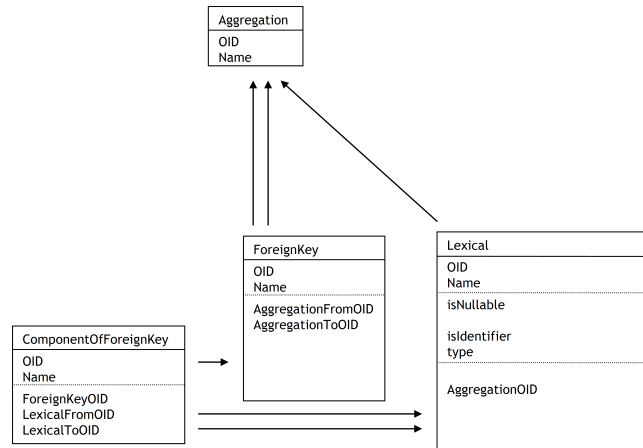 Aggregation
OID
Name
ForeignKey
OID
Name
AggregationFromOID
AggregationToOID
Lexical
OID
Name
isNullable
isIdentifier
type
AggregationOID
ComponentOfForeignKey
OID
Name
ForeignKeyOID
LexicalFromOID
LexicalToOID